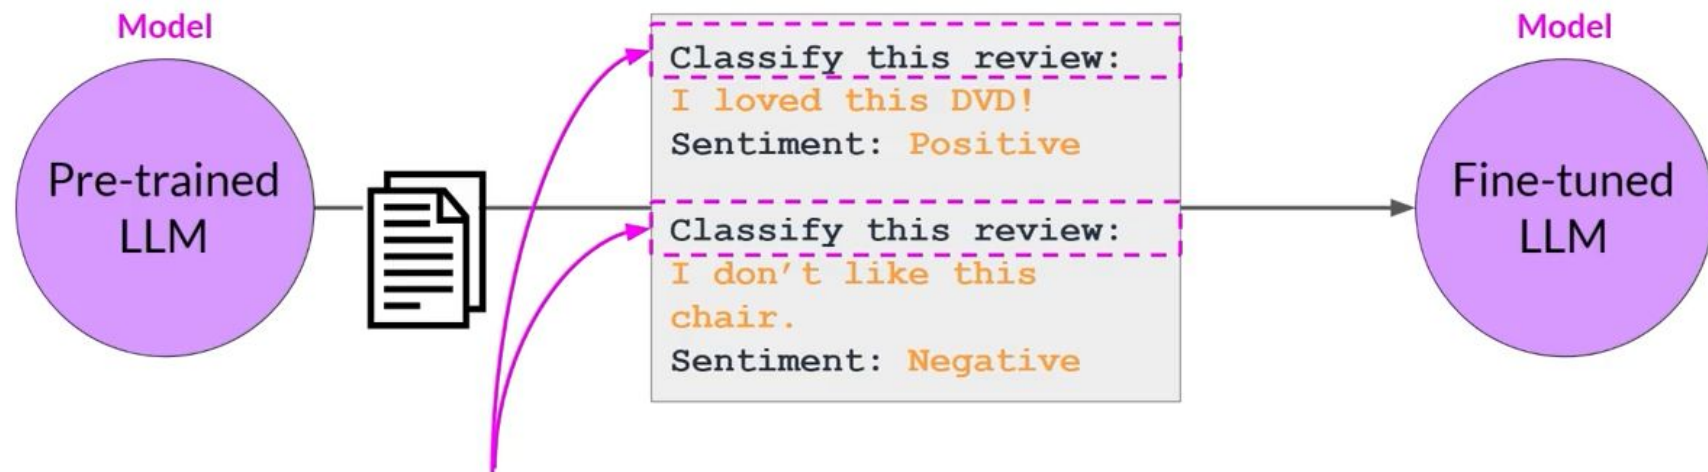 Model
Pre-trained
LLM
Classify this review:
I loved this DVD!
Sentiment: Positive
Classify this review:
I don’t like this
chair.
Sentiment: Negative
Model
Fine-tuned
LLM